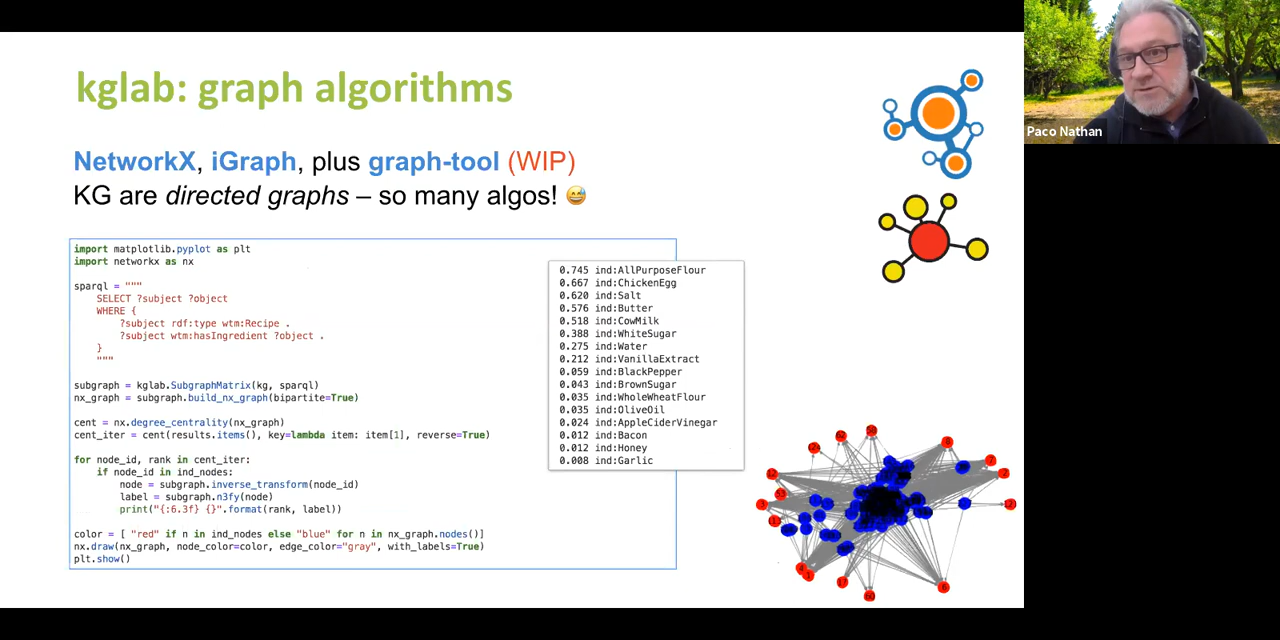 kglab: graph algorithms
Paco Nathan
NetworkX, iGraph, plus graph-tool (WIP)
KG are directed graphs – so many algos! 😅
import matplotlib.pyplot as plt
import networkx as nx
sparql = """
SELECT ?subject ?object
WHERE {
?subject rdf:type wtm:Recipe .
?subject wtm:hasIngredient ?object .
}
"""
subgraph = kglab.SubgraphMatrix(kg, sparql)
nx_graph = subgraph.build_nx_graph(bipartite=True)
cent = nx.degree_centrality(nx_graph)
cent_iter = cent(results.items(), key=lambda item: item[1], reverse=True)
for node_id, rank in cent_iter:
if node_id in ind_nodes:
node = subgraph.inverse_transform(node_id)
label = subgraph.n3fy(node)
print("{:6.3f} {}".format(rank, label))
color = [ "red" if n in ind_nodes else "blue" for n in nx_graph.nodes()]
nx.draw(nx_graph, node_color=color, edge_color="gray", with_labels=True)
plt.show()
0.745 ind:AllPurposeFlour
0.667 ind:ChickenEgg
0.620 ind:Salt
0.576 ind:Butter
0.518 ind:CowMilk
0.388 ind:WhiteSugar
0.275 ind:Water
0.212 ind:VanillaExtract
0.059 ind:BlackPepper
0.043 ind:BrownSugar
0.035 ind:WholeWheatFlour
0.035 ind:OliveOil
0.024 ind:AppleCiderVinegar
0.012 ind:Bacon
0.012 ind:Honey
0.008 ind:Garlic